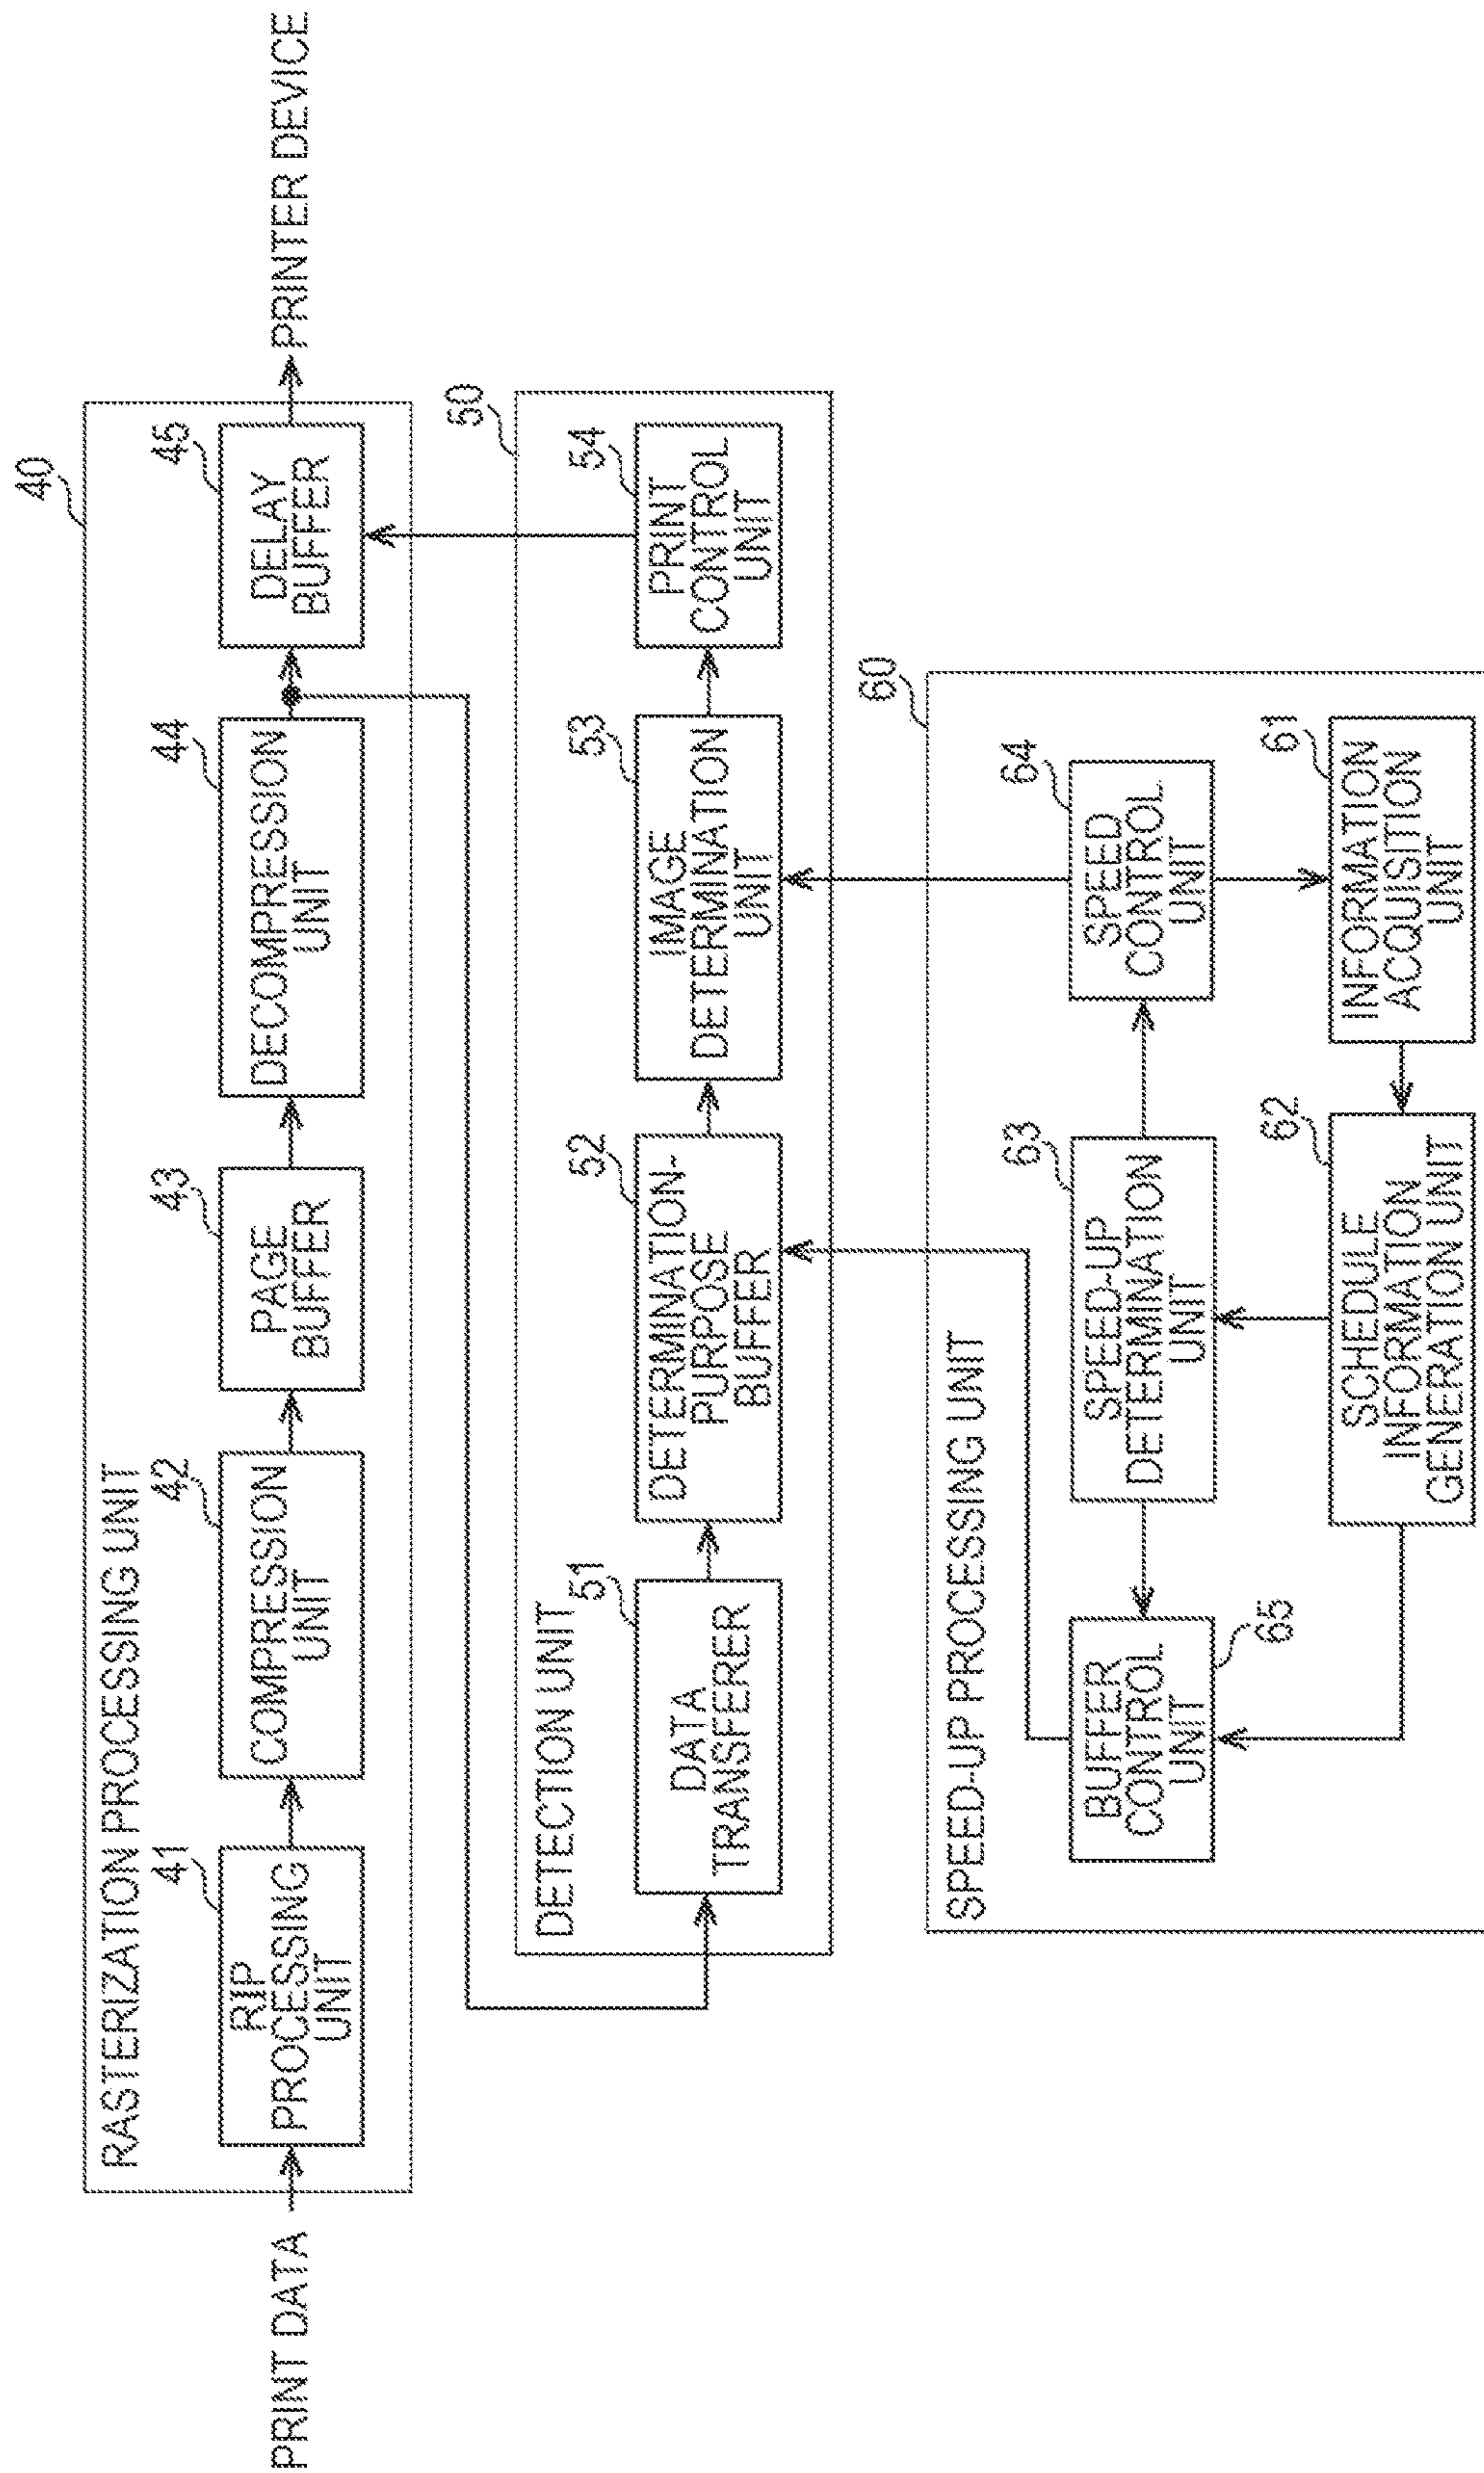 PRINT DATA
RASTERIZATION PROCESSING UNIT
40
41
RIP
PROCESSING
UNIT
42
COMPRESSION
UNIT
43
PAGE
BUFFER
44
DECOMPRESSION
UNIT
45
DELAY
BUFFER
PRINTER DEVICE
DETECTION UNIT
50
51
DATA
TRANSFERER
52
DETERMINATION-
PURPOSE
BUFFER
53
IMAGE
DETERMINATION
UNIT
54
PRINT
CONTROL
UNIT
SPEED-UP PROCESSING UNIT
60
BUFFER
CONTROL
UNIT
65
63
SPEED-UP
DETERMINATION
UNIT
64
SPEED
CONTROL
UNIT
62
SCHEDULE
INFORMATION
GENERATION UNIT
61
INFORMATION
ACQUISITION
UNIT